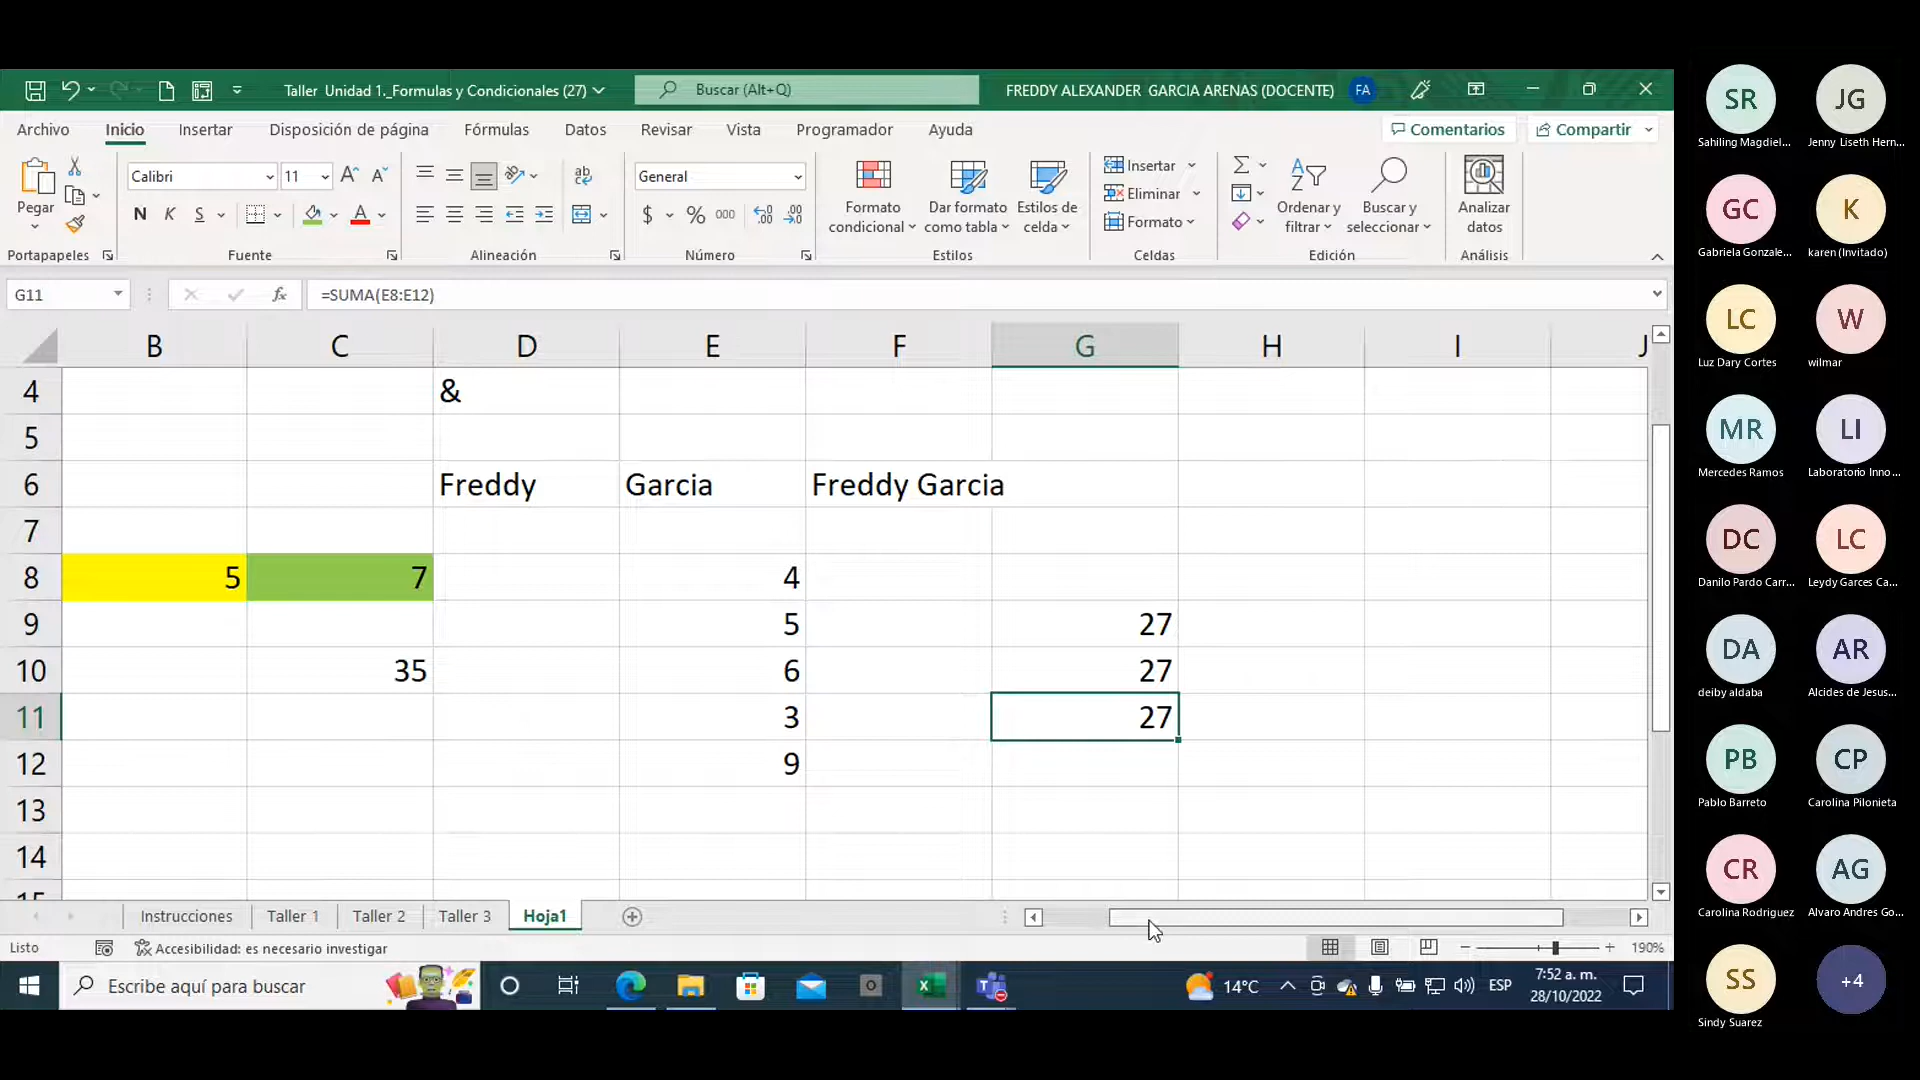 Taller Unidad 1._Formulas y Condicionales (27)
Buscar (Alt+Q)
FREDDY ALEXANDER GARCIA ARENAS (DOCENTE)
FA
Archivo Inicio Insertar Disposición de página Fórmulas Datos Revisar Vista Programador Ayuda
Comentarios Compartir
Pegar
Calibri 11
N K S
ab
General
$ % 000
Formato condicional
Dar formato como tabla
Estilos de celda
Insertar
Eliminar
Formato
Ordenar y filtrar
Buscar y seleccionar
Analizar datos
Portapapeles Fuente Alineación Número Estilos Celdas Edición Análisis
G11 fx =SUMA(E8:E12)
B C D E F G H I J
4 &
5
6 Freddy Garcia Freddy Garcia
7
8 5 7 4
9 5 27
10 35 6 27
11 3 27
12 9
13
14
15
Instrucciones Taller 1 Taller 2 Taller 3 Hoja1
Listo Accesibilidad: es necesario investigar 190%
Escribe aquí para buscar
14°C ESP
7:52 a. m.
28/10/2022
SR JG
Sahiling Magdiel... Jenny Liseth Hern...
GC K
Gabriela Gonzale... karen (Invitado)
LC W
Luz Dary Cortes wilmar
MR LI
Mercedes Ramos Laboratorio Inno...
DC LC
Danilo Pardo Carr... Leydy Garces Ca...
DA AR
deiby aldaba Alcides de Jesus...
PB CP
Pablo Barreto Carolina Pilonieta
CR AG
Carolina Rodriguez Alvaro Andres Go...
SS +4
Sindy Suarez